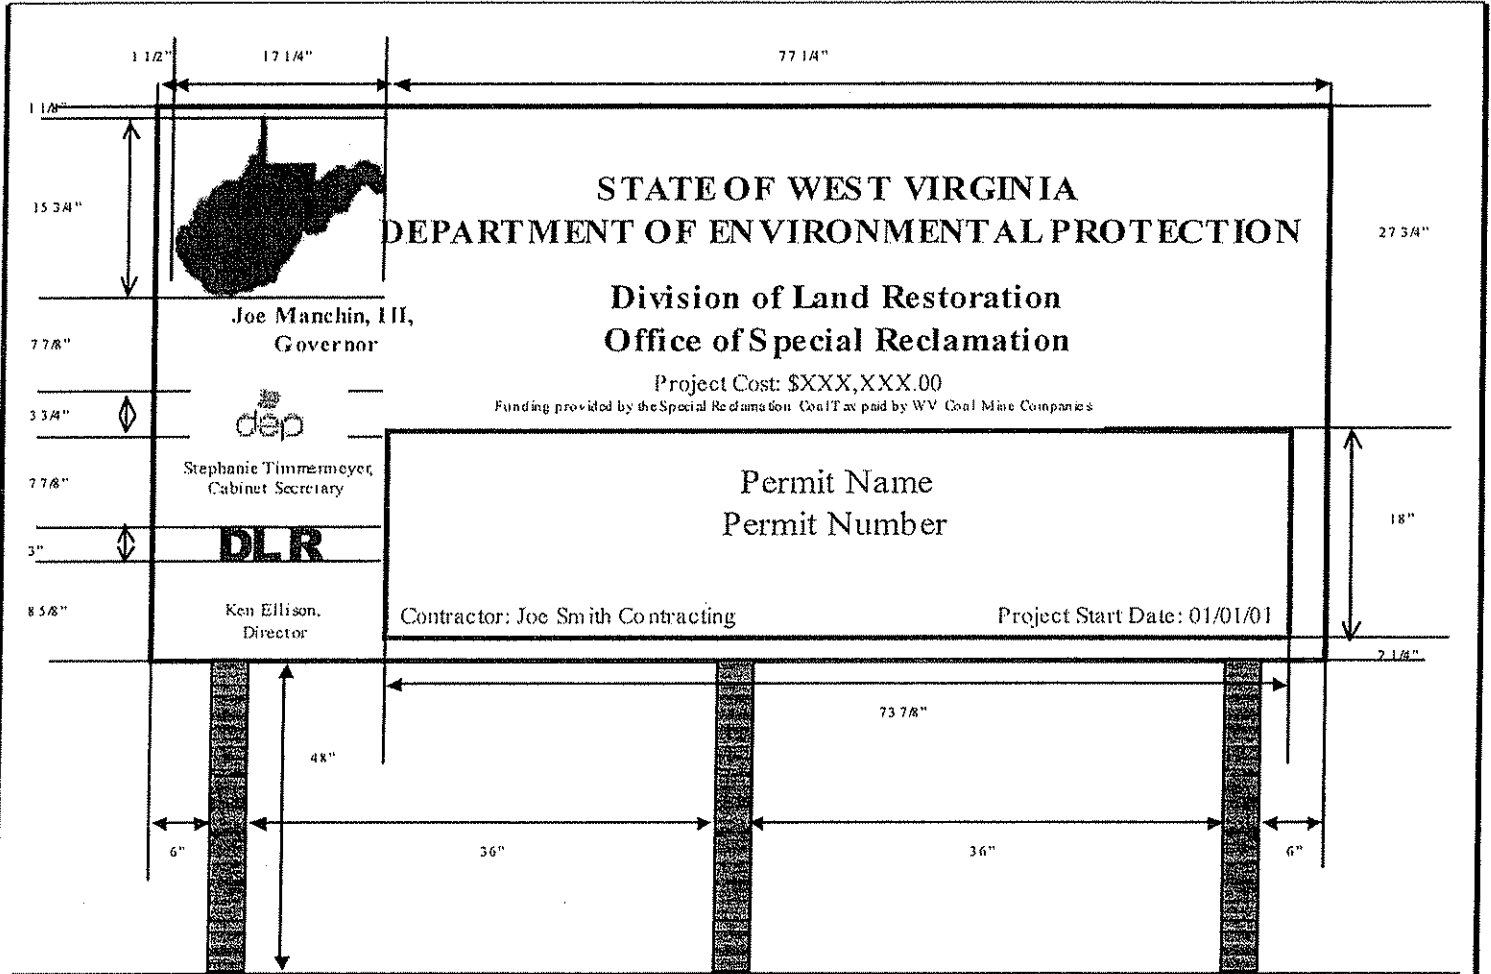 1 1/2"
17 1/4"
77 1/4"
1 1/8"
15 3/4"
STATE OF WEST VIRGINIA
DEPARTMENT OF ENVIRONMENTAL PROTECTION
27 3/4"
Division of Land Restoration
Office of Special Reclamation
Joe Manchin, III,
Governor
7 7/8"
Project Cost: $XXX,XXX.00
Funding provided by the Special Reclamation Coal Tax paid by WV Coal Mine Companies
3 3/4"
dep
Stephanie Timmermeyer,
Cabinet Secretary
7 7/8"
Permit Name
Permit Number
18"
3"
DLR
8 5/8"
Ken Ellison,
Director
Contractor: Joe Smith Contracting
Project Start Date: 01/01/01
2 1/4"
73 7/8"
48"
6"
36"
36"
6"